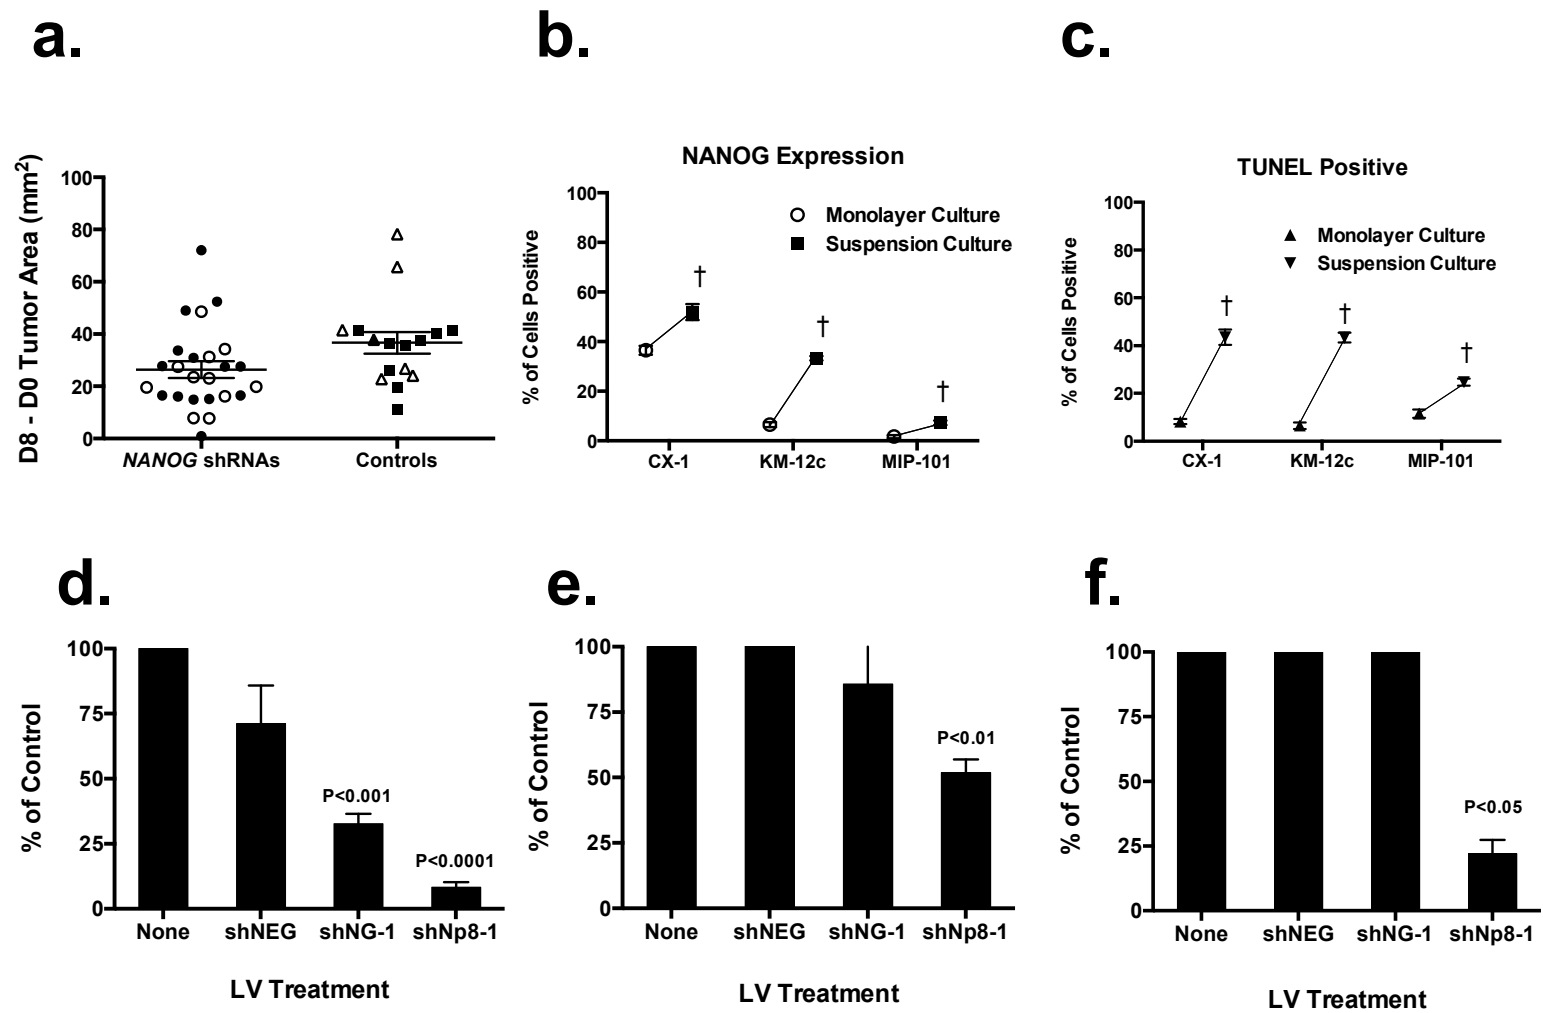 a.
D8 - D0 Tumor Area (mm²)
100
80
60
40
20
0
NANOG shRNAs Controls
b.
NANOG Expression
% of Cells Positive
100
80
60
40
20
0
Monolayer Culture
Suspension Culture
†
†
†
CX-1 KM-12c MIP-101
c.
TUNEL Positive
% of Cells Positive
100
80
60
40
20
0
Monolayer Culture
Suspension Culture
†
†
†
CX-1 KM-12c MIP-101
d.
% of Control
100
75
50
25
0
P<0.001
P<0.0001
None shNEG shNG-1 shNp8-1
LV Treatment
e.
% of Control
100
75
50
25
0
P<0.01
None shNEG shNG-1 shNp8-1
LV Treatment
f.
% of Control
100
75
50
25
0
P<0.05
None shNEG shNG-1 shNp8-1
LV Treatment